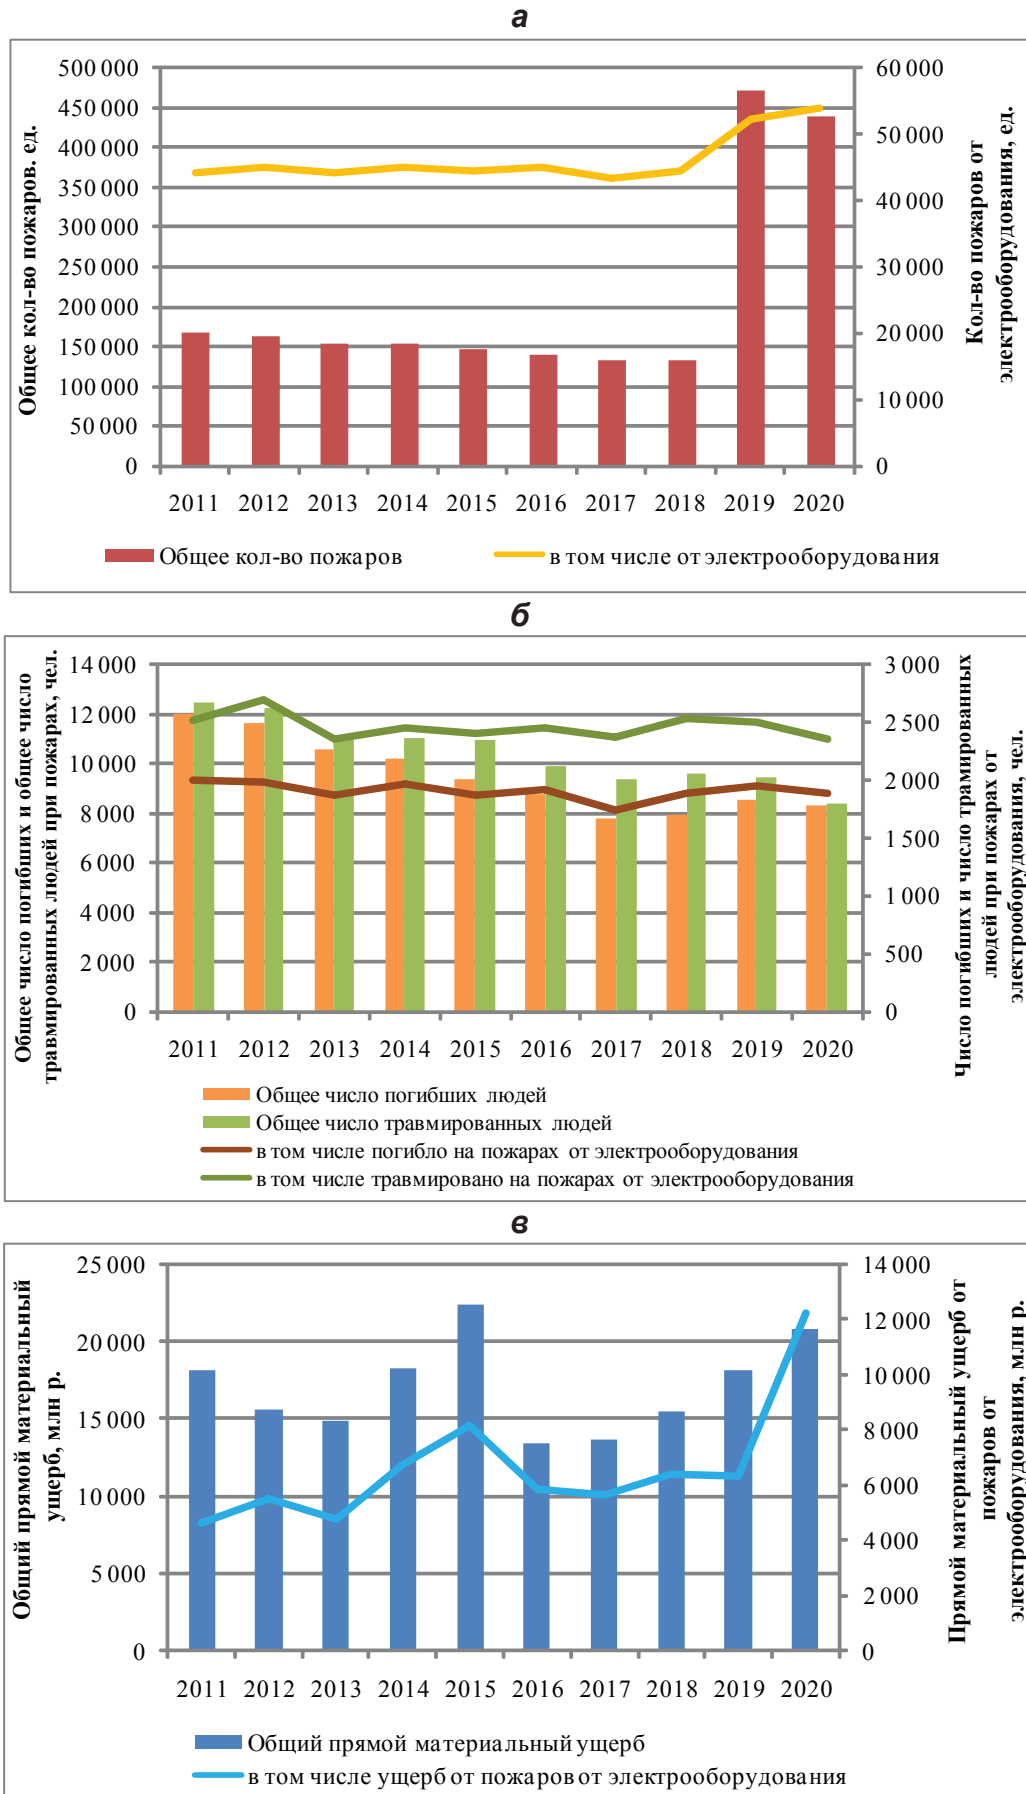 а
Общее кол-во пожаров. ед.
500 000
450 000
400 000
350 000
300 000
250 000
200 000
150 000
100 000
50 000
0
60 000
50 000
40 000
30 000
20 000
10 000
0
Кол-во пожаров от
электрооборудования, ед.
2011 2012 2013 2014 2015 2016 2017 2018 2019 2020
Общее кол-во пожаров
в том числе от электрооборудования
б
Общее число погибших и общее число
травмированных людей при пожарах, чел.
14 000
12 000
10 000
8 000
6 000
4 000
2 000
0
3 000
2 500
2 000
1 500
1 000
500
0
Число погибших и число трамированных
людей при пожарах от
электрооборудования, чел.
2011 2012 2013 2014 2015 2016 2017 2018 2019 2020
Общее число погибших людей
Общее число травмированных людей
в том числе погибло на пожарах от электрооборудования
в том числе травмировано на пожарах от электрооборудования
в
Общий прямой материальный
ущерб, млн р.
25 000
20 000
15 000
10 000
5 000
0
14 000
12 000
10 000
8 000
6 000
4 000
2 000
0
Прямой материальный ущерб от
пожаров от
электрооборудования, млн р.
2011 2012 2013 2014 2015 2016 2017 2018 2019 2020
Общий прямой материальный ущерб
в том числе ущерб от пожаров от электрооборудования